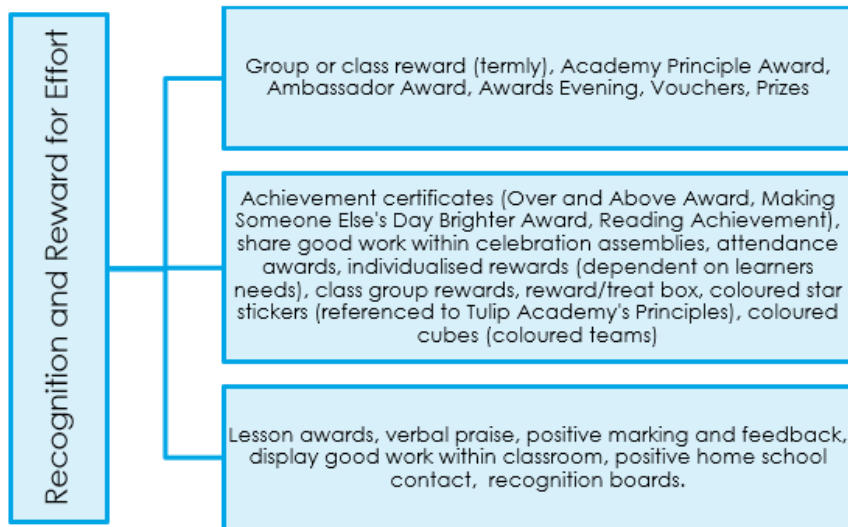 Recognition and Reward for Effort
Group or class reward (termly), Academy Principle Award,
Ambassador Award, Awards Evening, Vouchers, Prizes
Achievement certificates (Over and Above Award, Making
Someone Else's Day Brighter Award, Reading Achievement),
share good work within celebration assemblies, attendance
awards, individualised rewards (dependent on learners
needs), class group rewards, reward/treat box, coloured star
stickers (referenced to Tulip Academy's Principles), coloured
cubes (coloured teams)
Lesson awards, verbal praise, positive marking and feedback,
display good work within classroom, positive home school
contact, recognition boards.